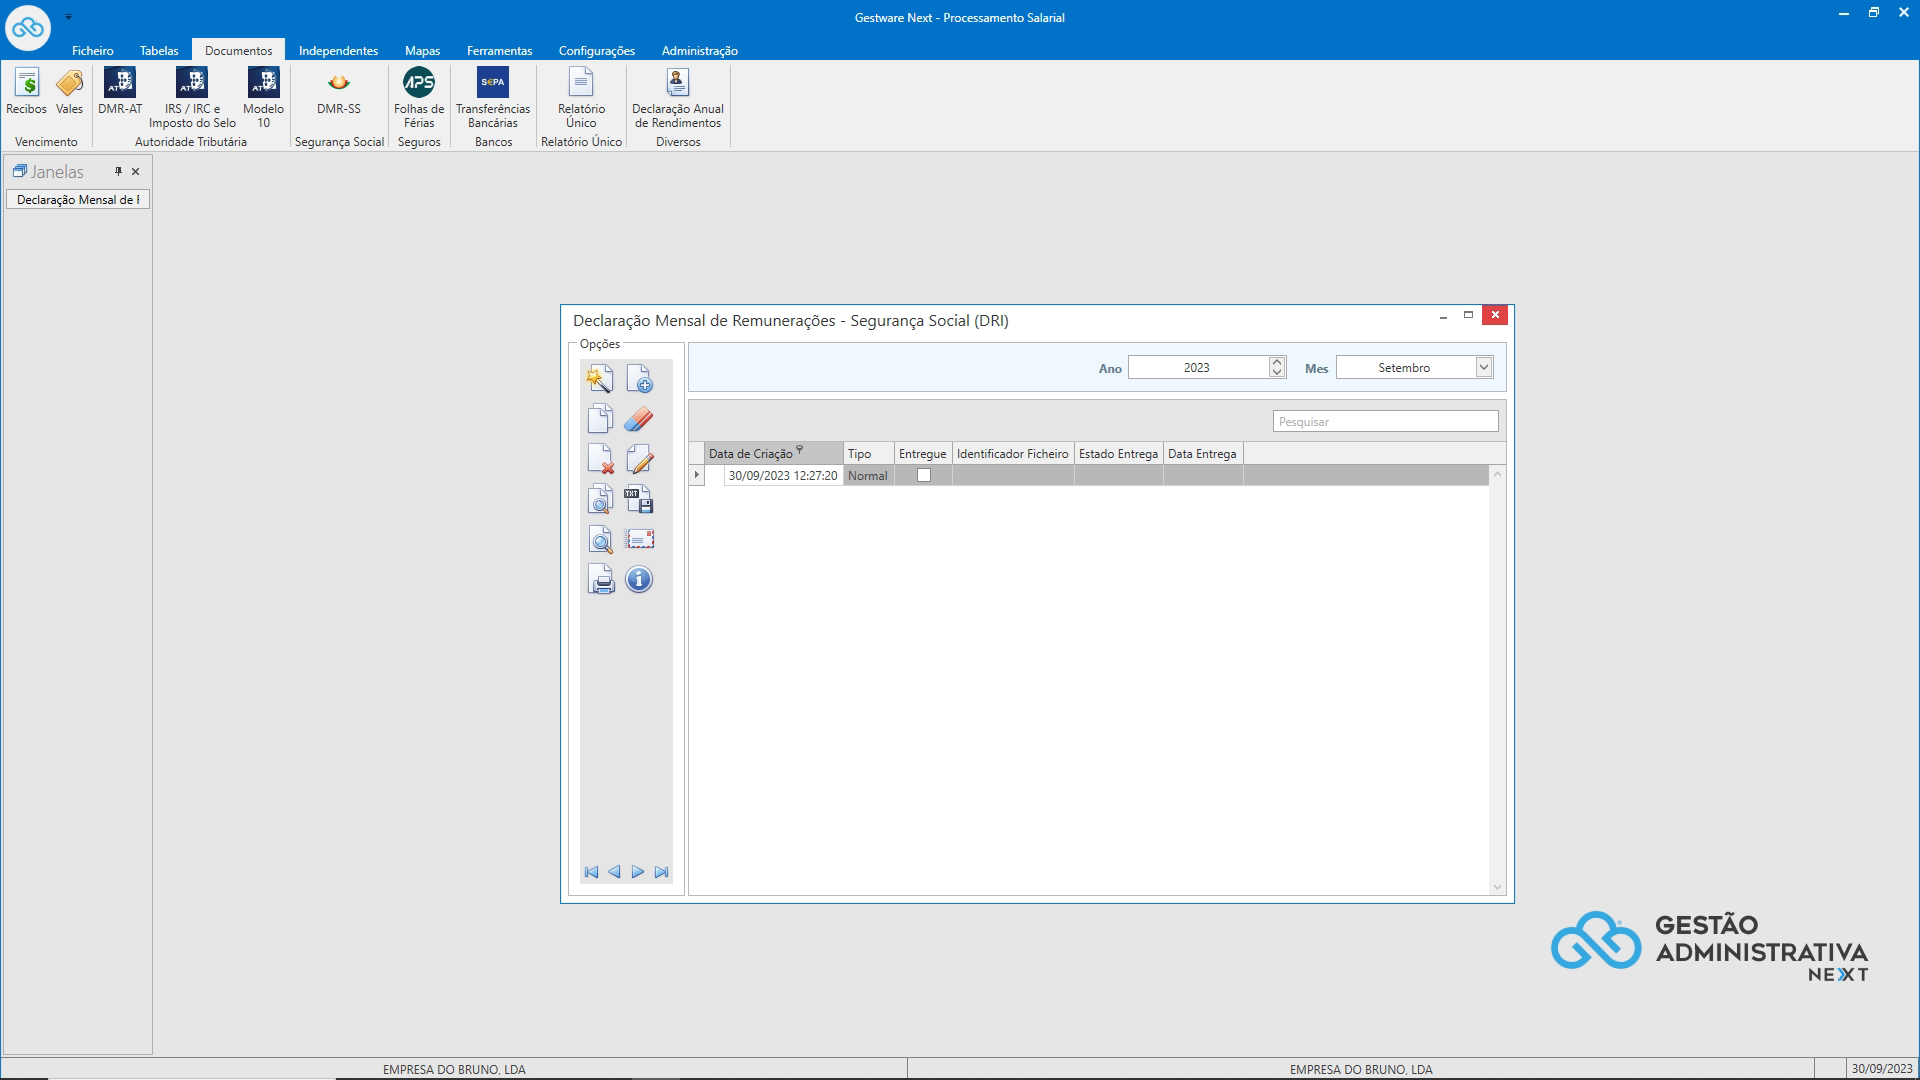 Gestware Next - Processamento Salarial
Ficheiro Tabelas Documentos Independentes Mapas Ferramentas Configurações Administração
Recibos
Vales
Vencimento
DMR-AT
IRS / IRC e
Imposto do Selo
Modelo
10
Autoridade Tributária
DMR-SS
Segurança Social
APS
Folhas de
Férias
Seguros
S€PA
Transferências
Bancárias
Bancos
Relatório
Único
Relatório Único
Declaração Anual
de Rendimentos
Diversos
Janelas
Declaração Mensal de
Declaração Mensal de Remunerações - Segurança Social (DRI)
Opções
TXT
Ano 2023 Mes Setembro
Pesquisar
Data de Criação Tipo Entregue Identificador Ficheiro Estado Entrega Data Entrega
30/09/2023 12:27:20 Normal
GESTÃO
ADMINISTRATIVA
NEXT
EMPRESA DO BRUNO, LDA EMPRESA DO BRUNO, LDA 30/09/2023